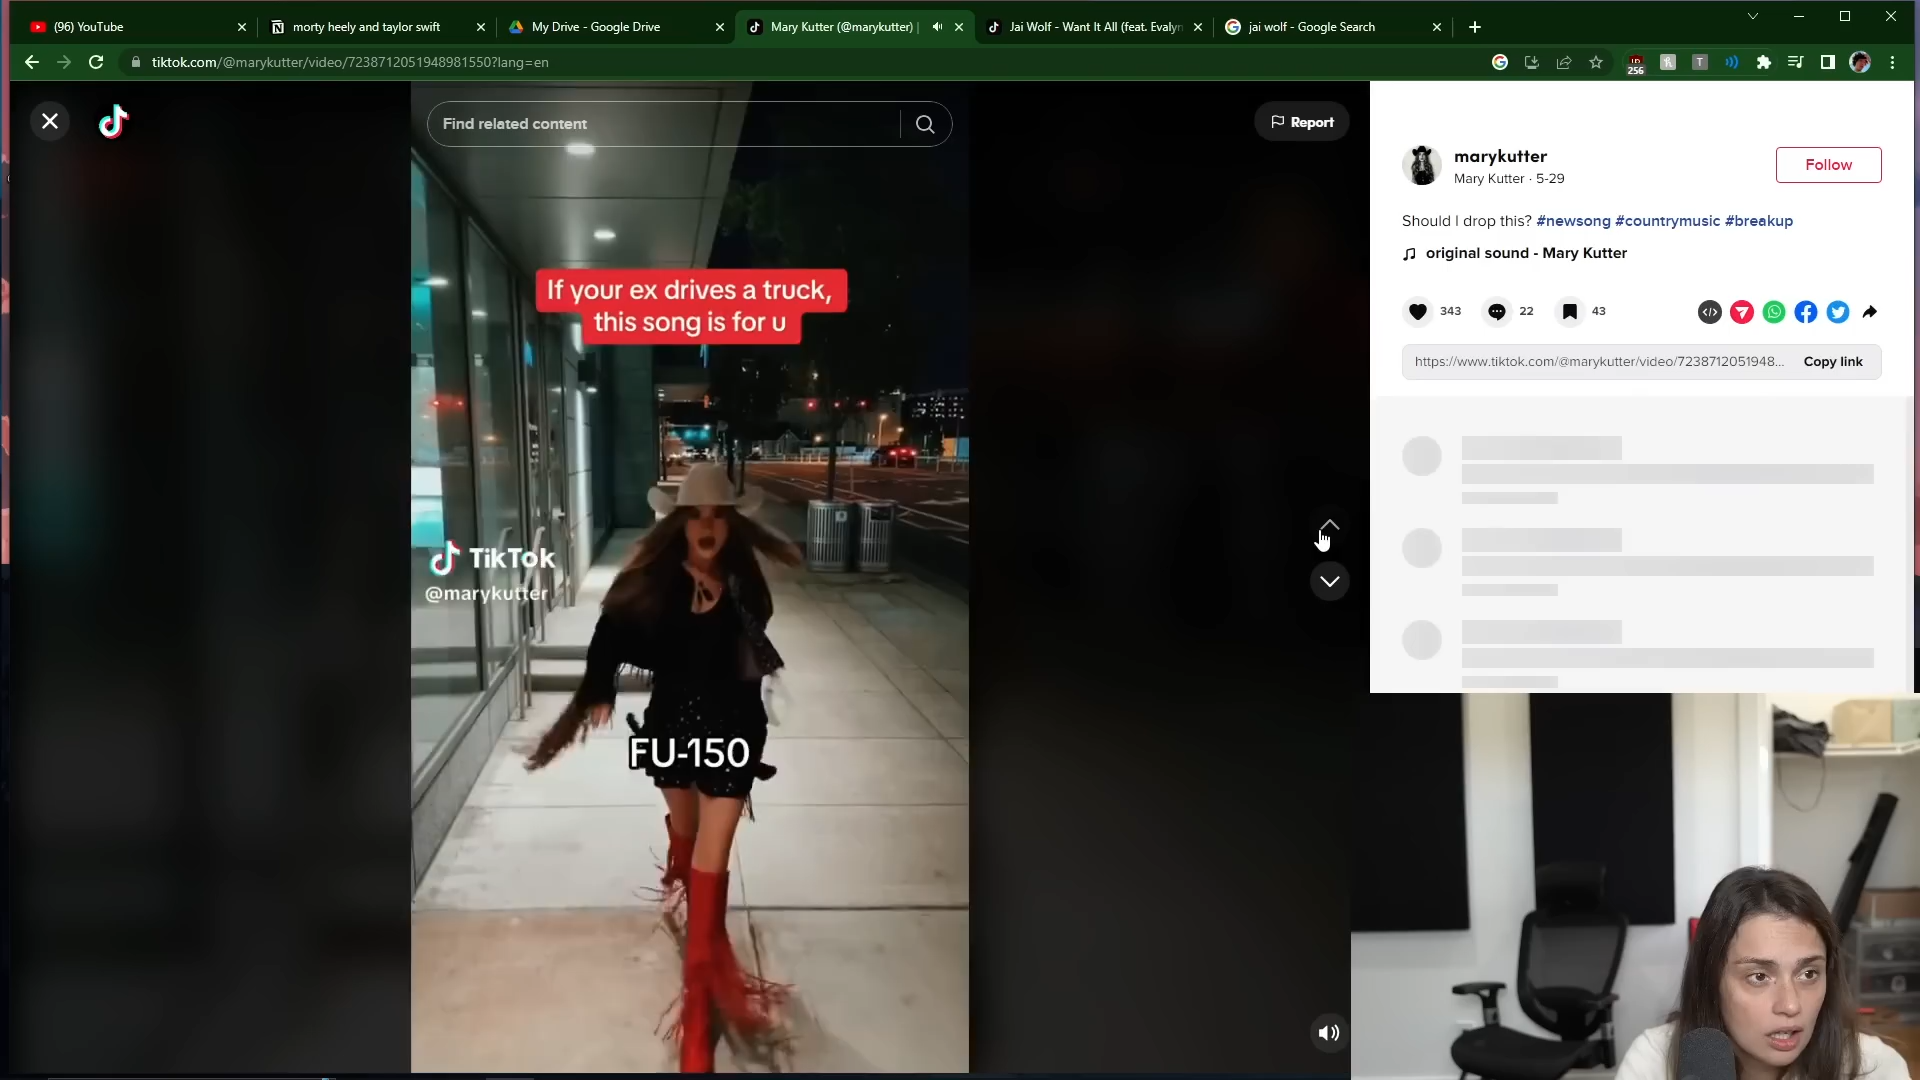 (96) YouTube
morty heely and taylor swift
My Drive - Google Drive
Mary Kutter (@marykutter) |
Jai Wolf - Want It All (feat. Evalyn
jai wolf - Google Search
tiktok.com/@marykutter/video/7238712051948981550?lang=en
256
T
Find related content
Report
If your ex drives a truck,
this song is for u
TikTok
@marykutter
FU-150
marykutter
Mary Kutter · 5-29
Follow
Should I drop this? #newsong #countrymusic #breakup
original sound - Mary Kutter
343
22
43
https://www.tiktok.com/@marykutter/video/7238712051948...
Copy link